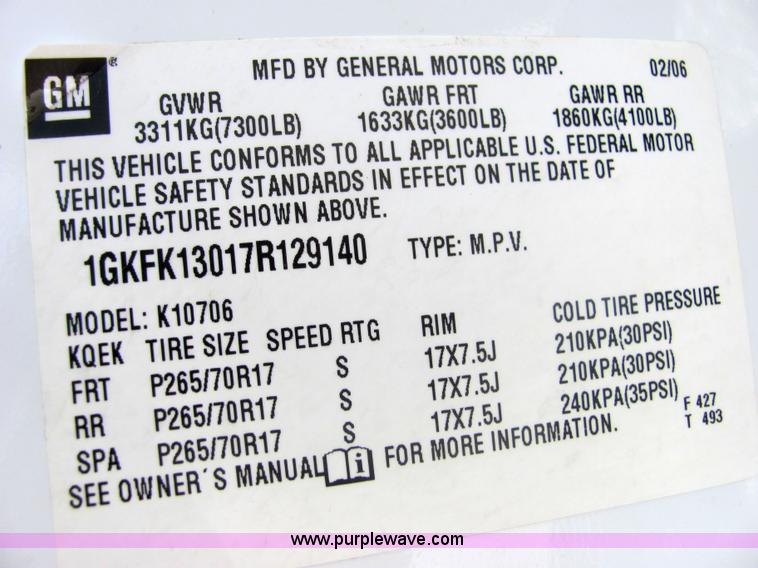 GM® MFD BY GENERAL MOTORS CORP. 02/06
GVWR GAWR FRT GAWR RR
3311KG(7300LB) 1633KG(3600LB) 1860KG(4100LB)
THIS VEHICLE CONFORMS TO ALL APPLICABLE U.S. FEDERAL MOTOR
VEHICLE SAFETY STANDARDS IN EFFECT ON THE DATE OF
MANUFACTURE SHOWN ABOVE.
1GKFK13017R129140 TYPE: M.P.V.
MODEL: K10706
KQEK TIRE SIZE SPEED RTG RIM COLD TIRE PRESSURE
FRT P265/70R17 S 17X7.5J 210KPA(30PSI)
RR P265/70R17 S 17X7.5J 210KPA(30PSI)
SPA P265/70R17 S 17X7.5J 240KPA(35PSI)
SEE OWNER'S MANUAL i FOR MORE INFORMATION.
F 427
T 493
www.purplewave.com